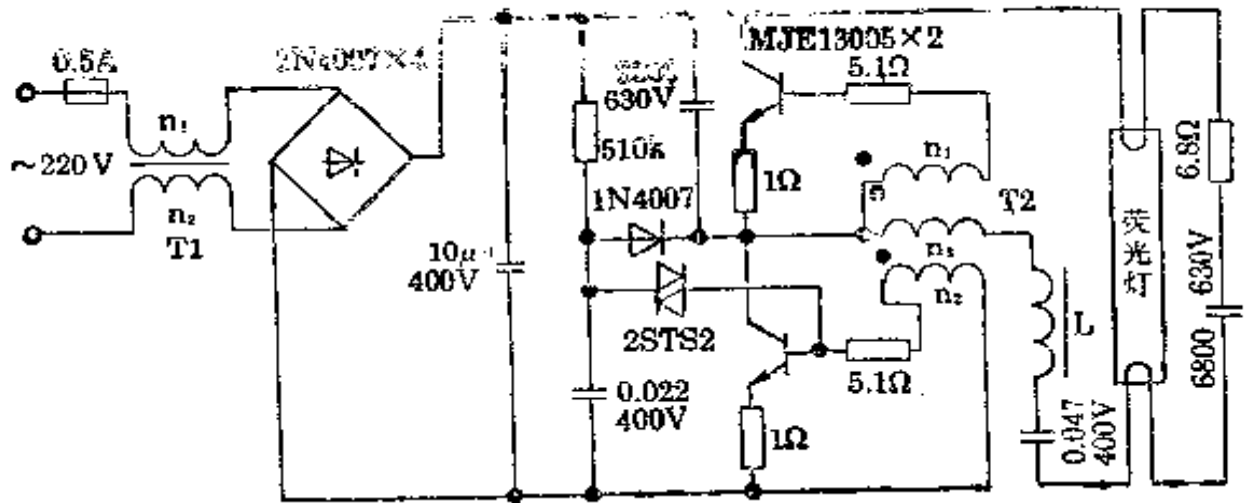 MJE13005×2
0.5A
2N4007×4
5.1Ω
630V
n₁
510k
6.8Ω
~220V
1Ω
n₁
1N4007
n₂
T2
T1
荧光灯
630V
10μ
400V
n₃
n₂
2STS2
L
6800
5.1Ω
0.022
400V
1Ω
0.047
400V